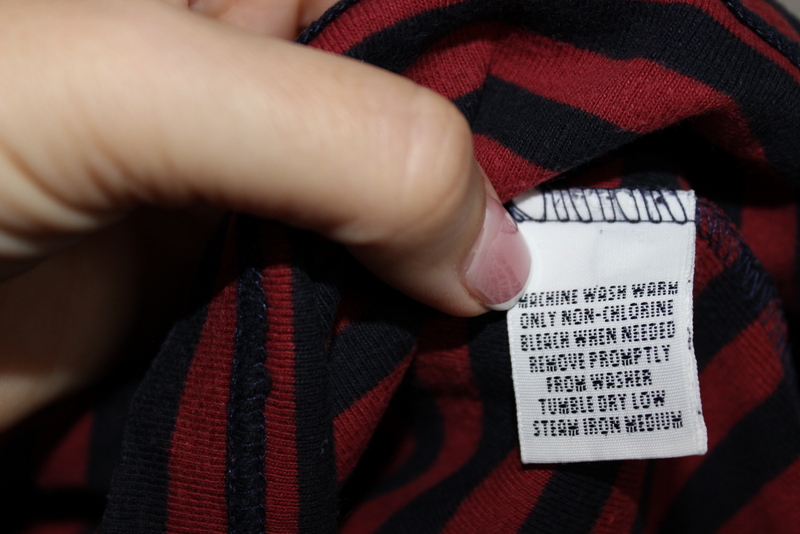 MACHINE WASH WARM
ONLY NON-CHLORINE
BLEACH WHEN NEEDED
REMOVE PROMPTLY
FROM WASHER
TUMBLE DRY LOW
STEAM IRON MEDIUM